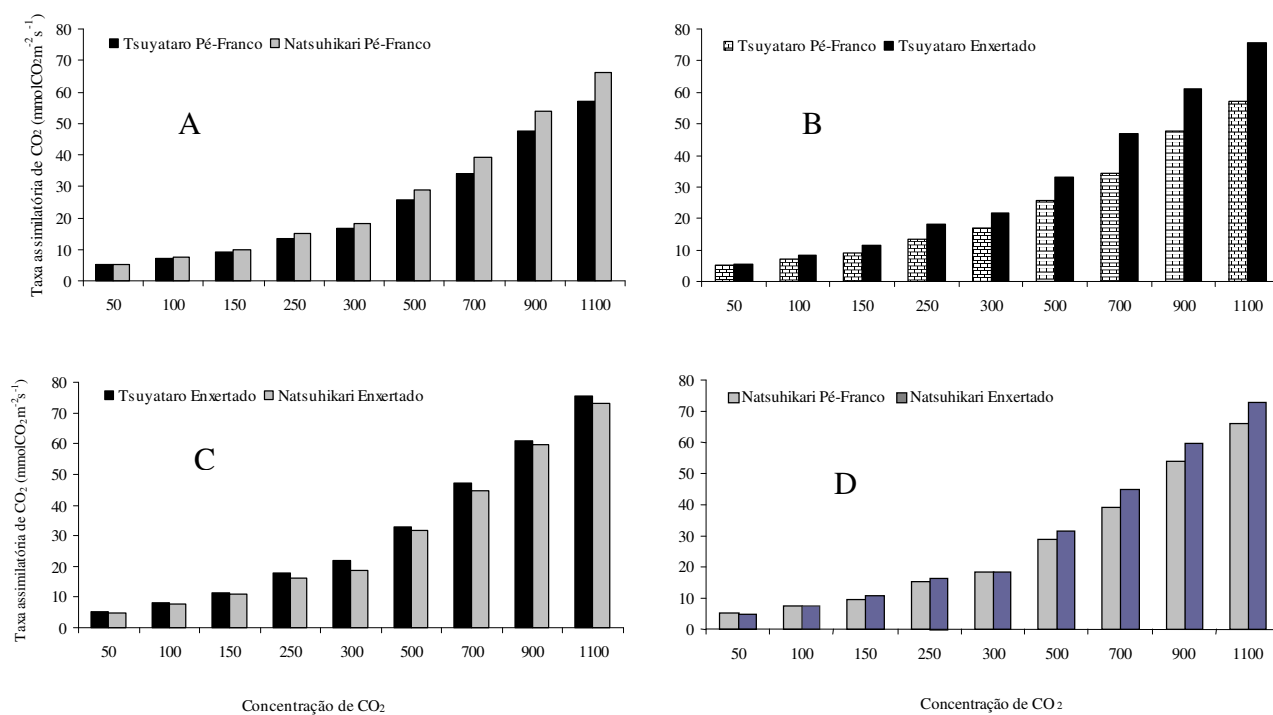 Taxa assimilatória de CO₂ (mmolCO₂m⁻²s⁻¹)
80
70
60
50
40
30
20
10
0
Tsuyataro Pé-Franco Natsuhikari Pé-Franco
A
50 100 150 250 300 500 700 900 1100
80
70
60
50
40
30
20
10
0
Tsuyataro Pé-Franco Tsuyataro Enxertado
B
50 100 150 250 300 500 700 900 1100
Taxa assimilatória de CO₂ (mmolCO₂m⁻²s⁻¹)
80
70
60
50
40
30
20
10
0
Tsuyataro Enxertado Natsuhikari Enxertado
C
50 100 150 250 300 500 700 900 1100
Concentração de CO₂
80
70
60
50
40
30
20
10
0
Natsuhikari Pé-Franco Natsuhikari Enxertado
D
50 100 150 250 300 500 700 900 1100
Concentração de CO₂